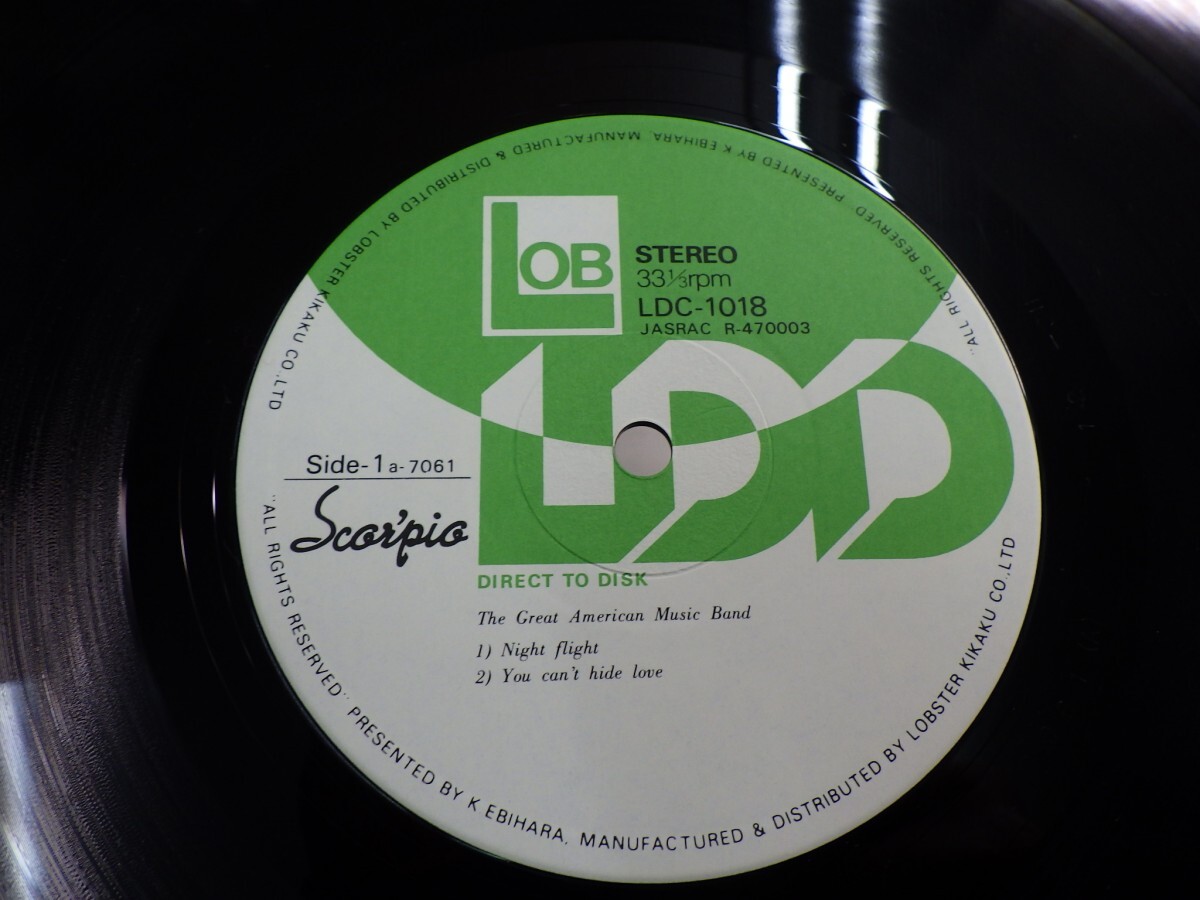 LOB
STEREO
33⅓rpm
LDC-1018
JASRAC R-470003
LDD
Side-1 a-7061
Scor'pio
DIRECT TO DISK
The Great American Music Band
1) Night flight
2) You can't hide love
"ALL RIGHTS RESERVED" PRESENTED BY K EBIHARA, MANUFACTURED & DISTRIBUTED BY LOBSTER KIKAKU CO.,LTD
"ALL RIGHTS RESERVED" PRESENTED BY K EBIHARA, MANUFACTURED & DISTRIBUTED BY LOBSTER KIKAKU CO.,LTD